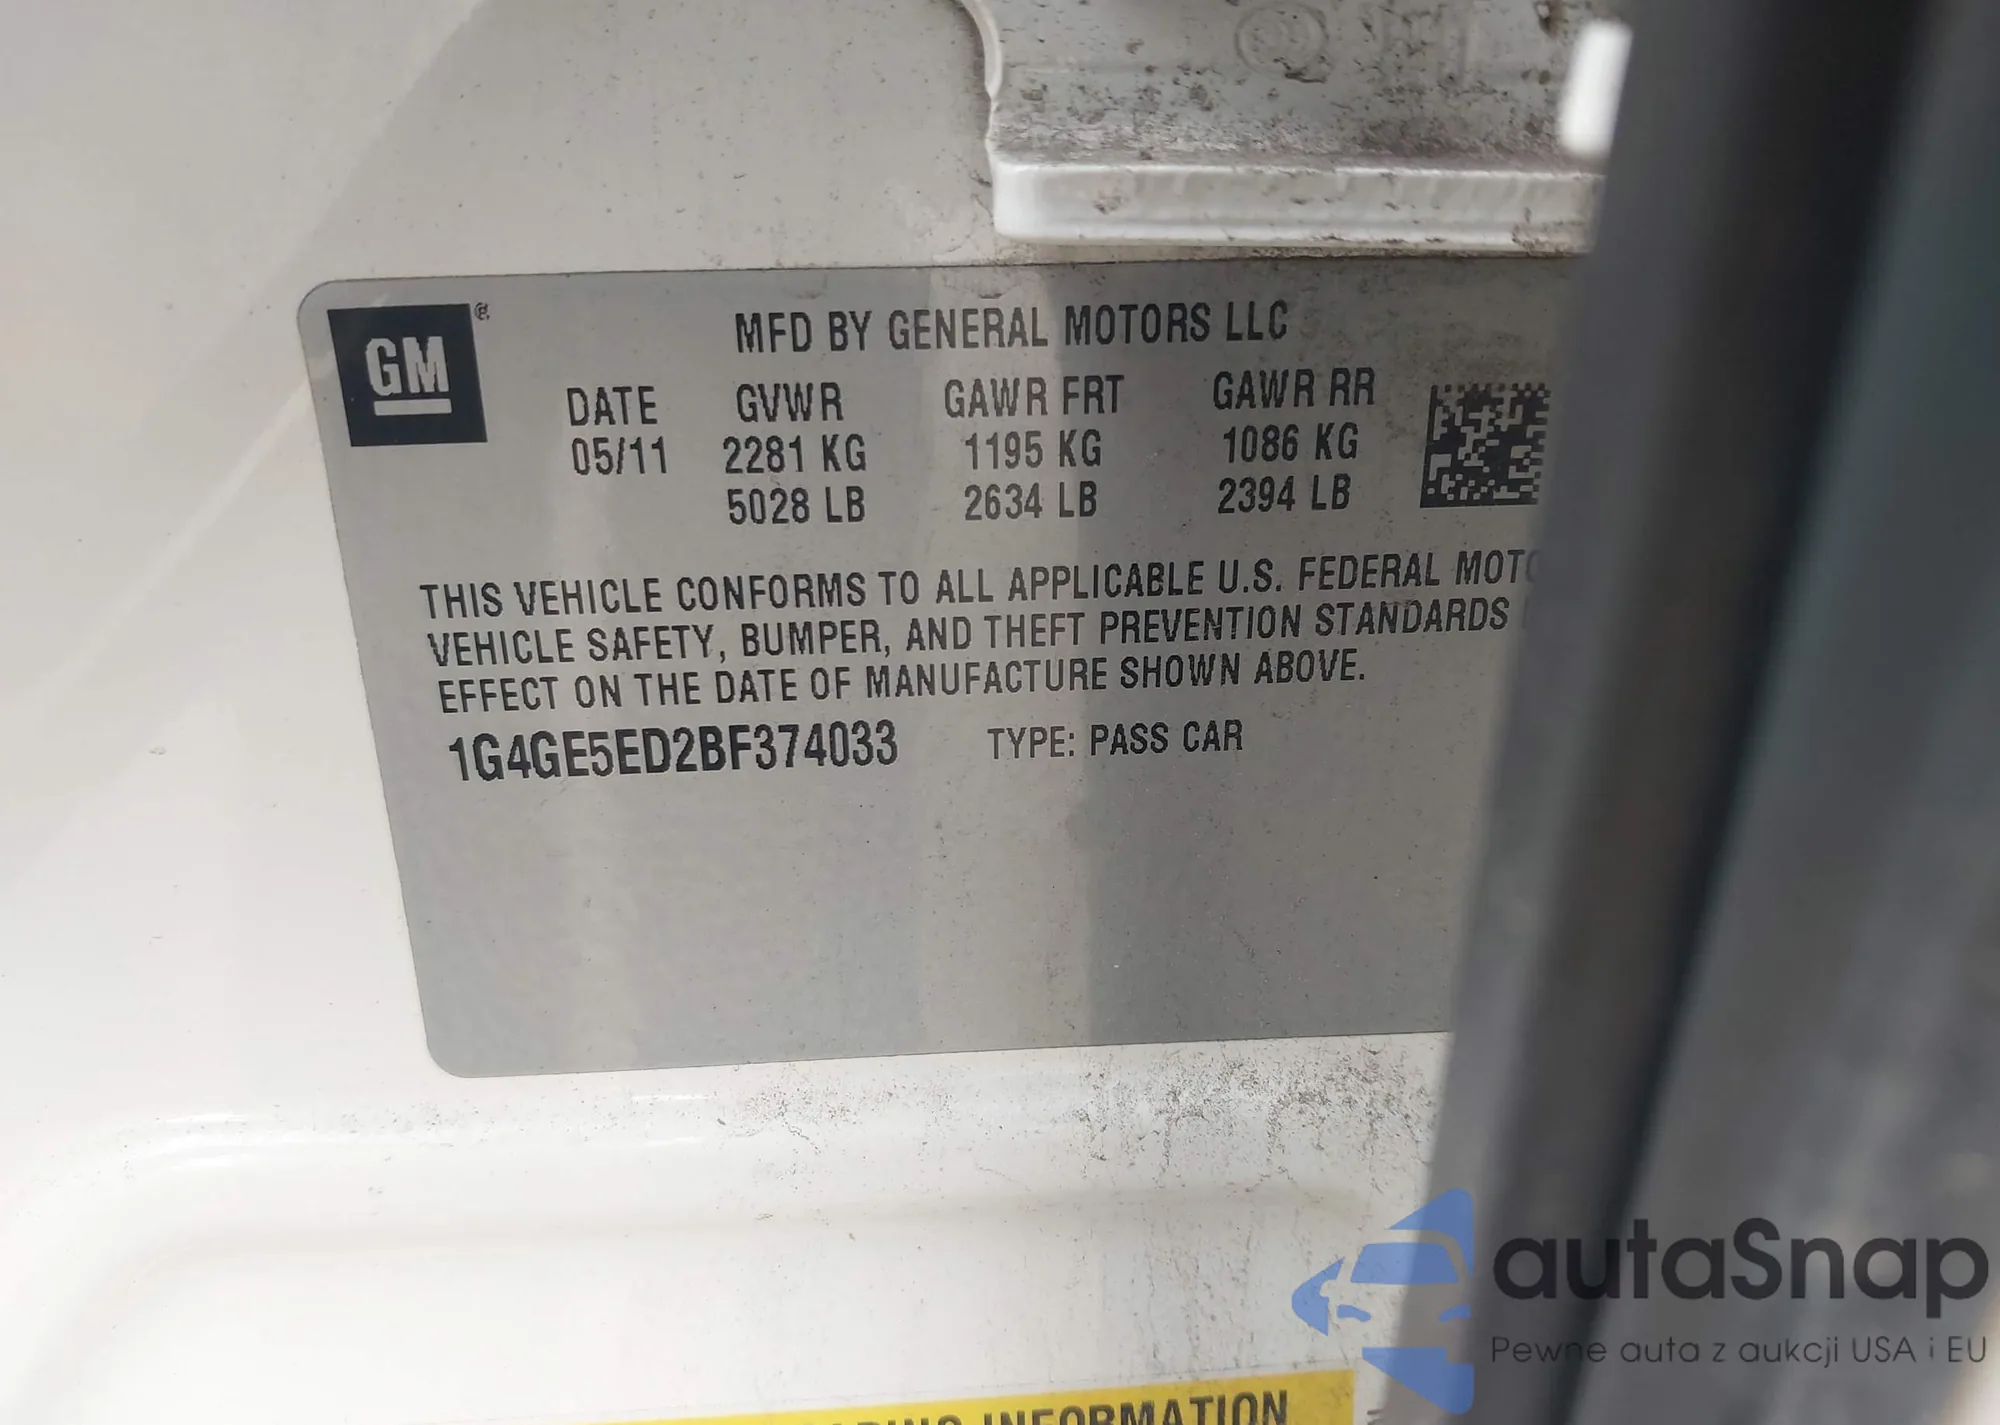 GM
MFD BY GENERAL MOTORS LLC
DATE GVWR GAWR FRT GAWR RR
05/11 2281 KG 1195 KG 1086 KG
5028 LB 2634 LB 2394 LB
THIS VEHICLE CONFORMS TO ALL APPLICABLE U.S. FEDERAL MOTO
VEHICLE SAFETY, BUMPER, AND THEFT PREVENTION STANDARDS
EFFECT ON THE DATE OF MANUFACTURE SHOWN ABOVE.
1G4GE5ED2BF374033 TYPE: PASS CAR
autaSnap
Pewne auta z aukcji USA i EU
INFORMATION